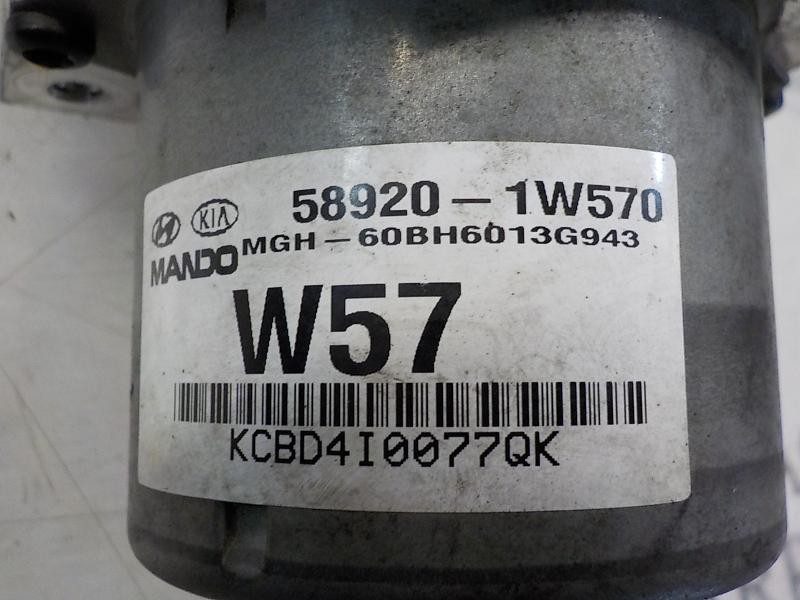 KIA 58920-1W570
MANDO MGH-60BH6013G943
W57
KCBD4I0077QK